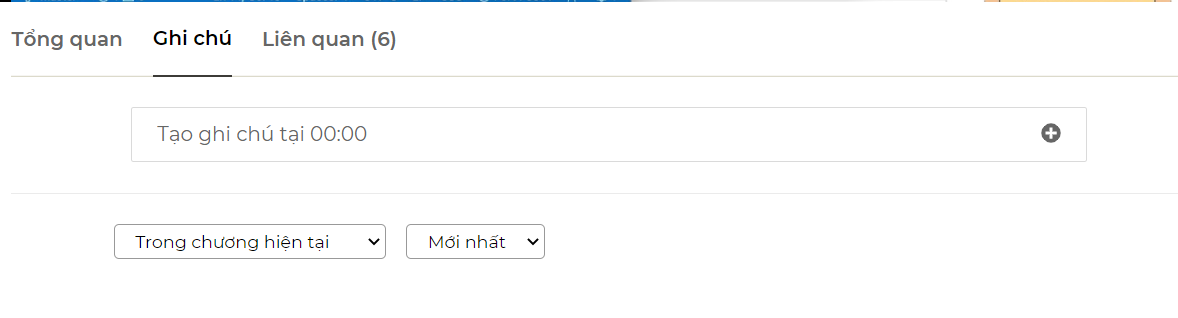 Tổng quan Ghi chú Liên quan (6)
Tạo ghi chú tại 00:00
Trong chương hiện tại Mới nhất